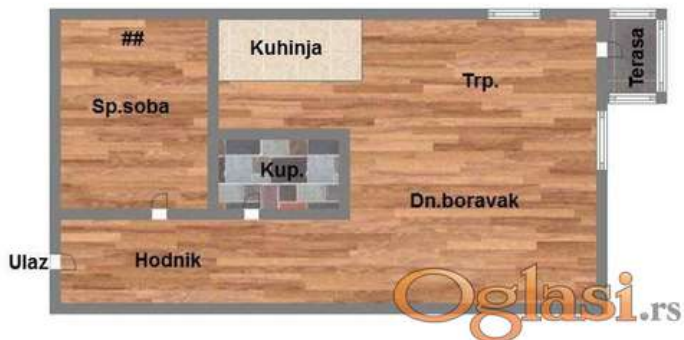 ##
Kuhinja
Terasa
Trp.
Sp.soba
Kup.
Dn.boravak
Ulaz
Hodnik
Oglasi.rs